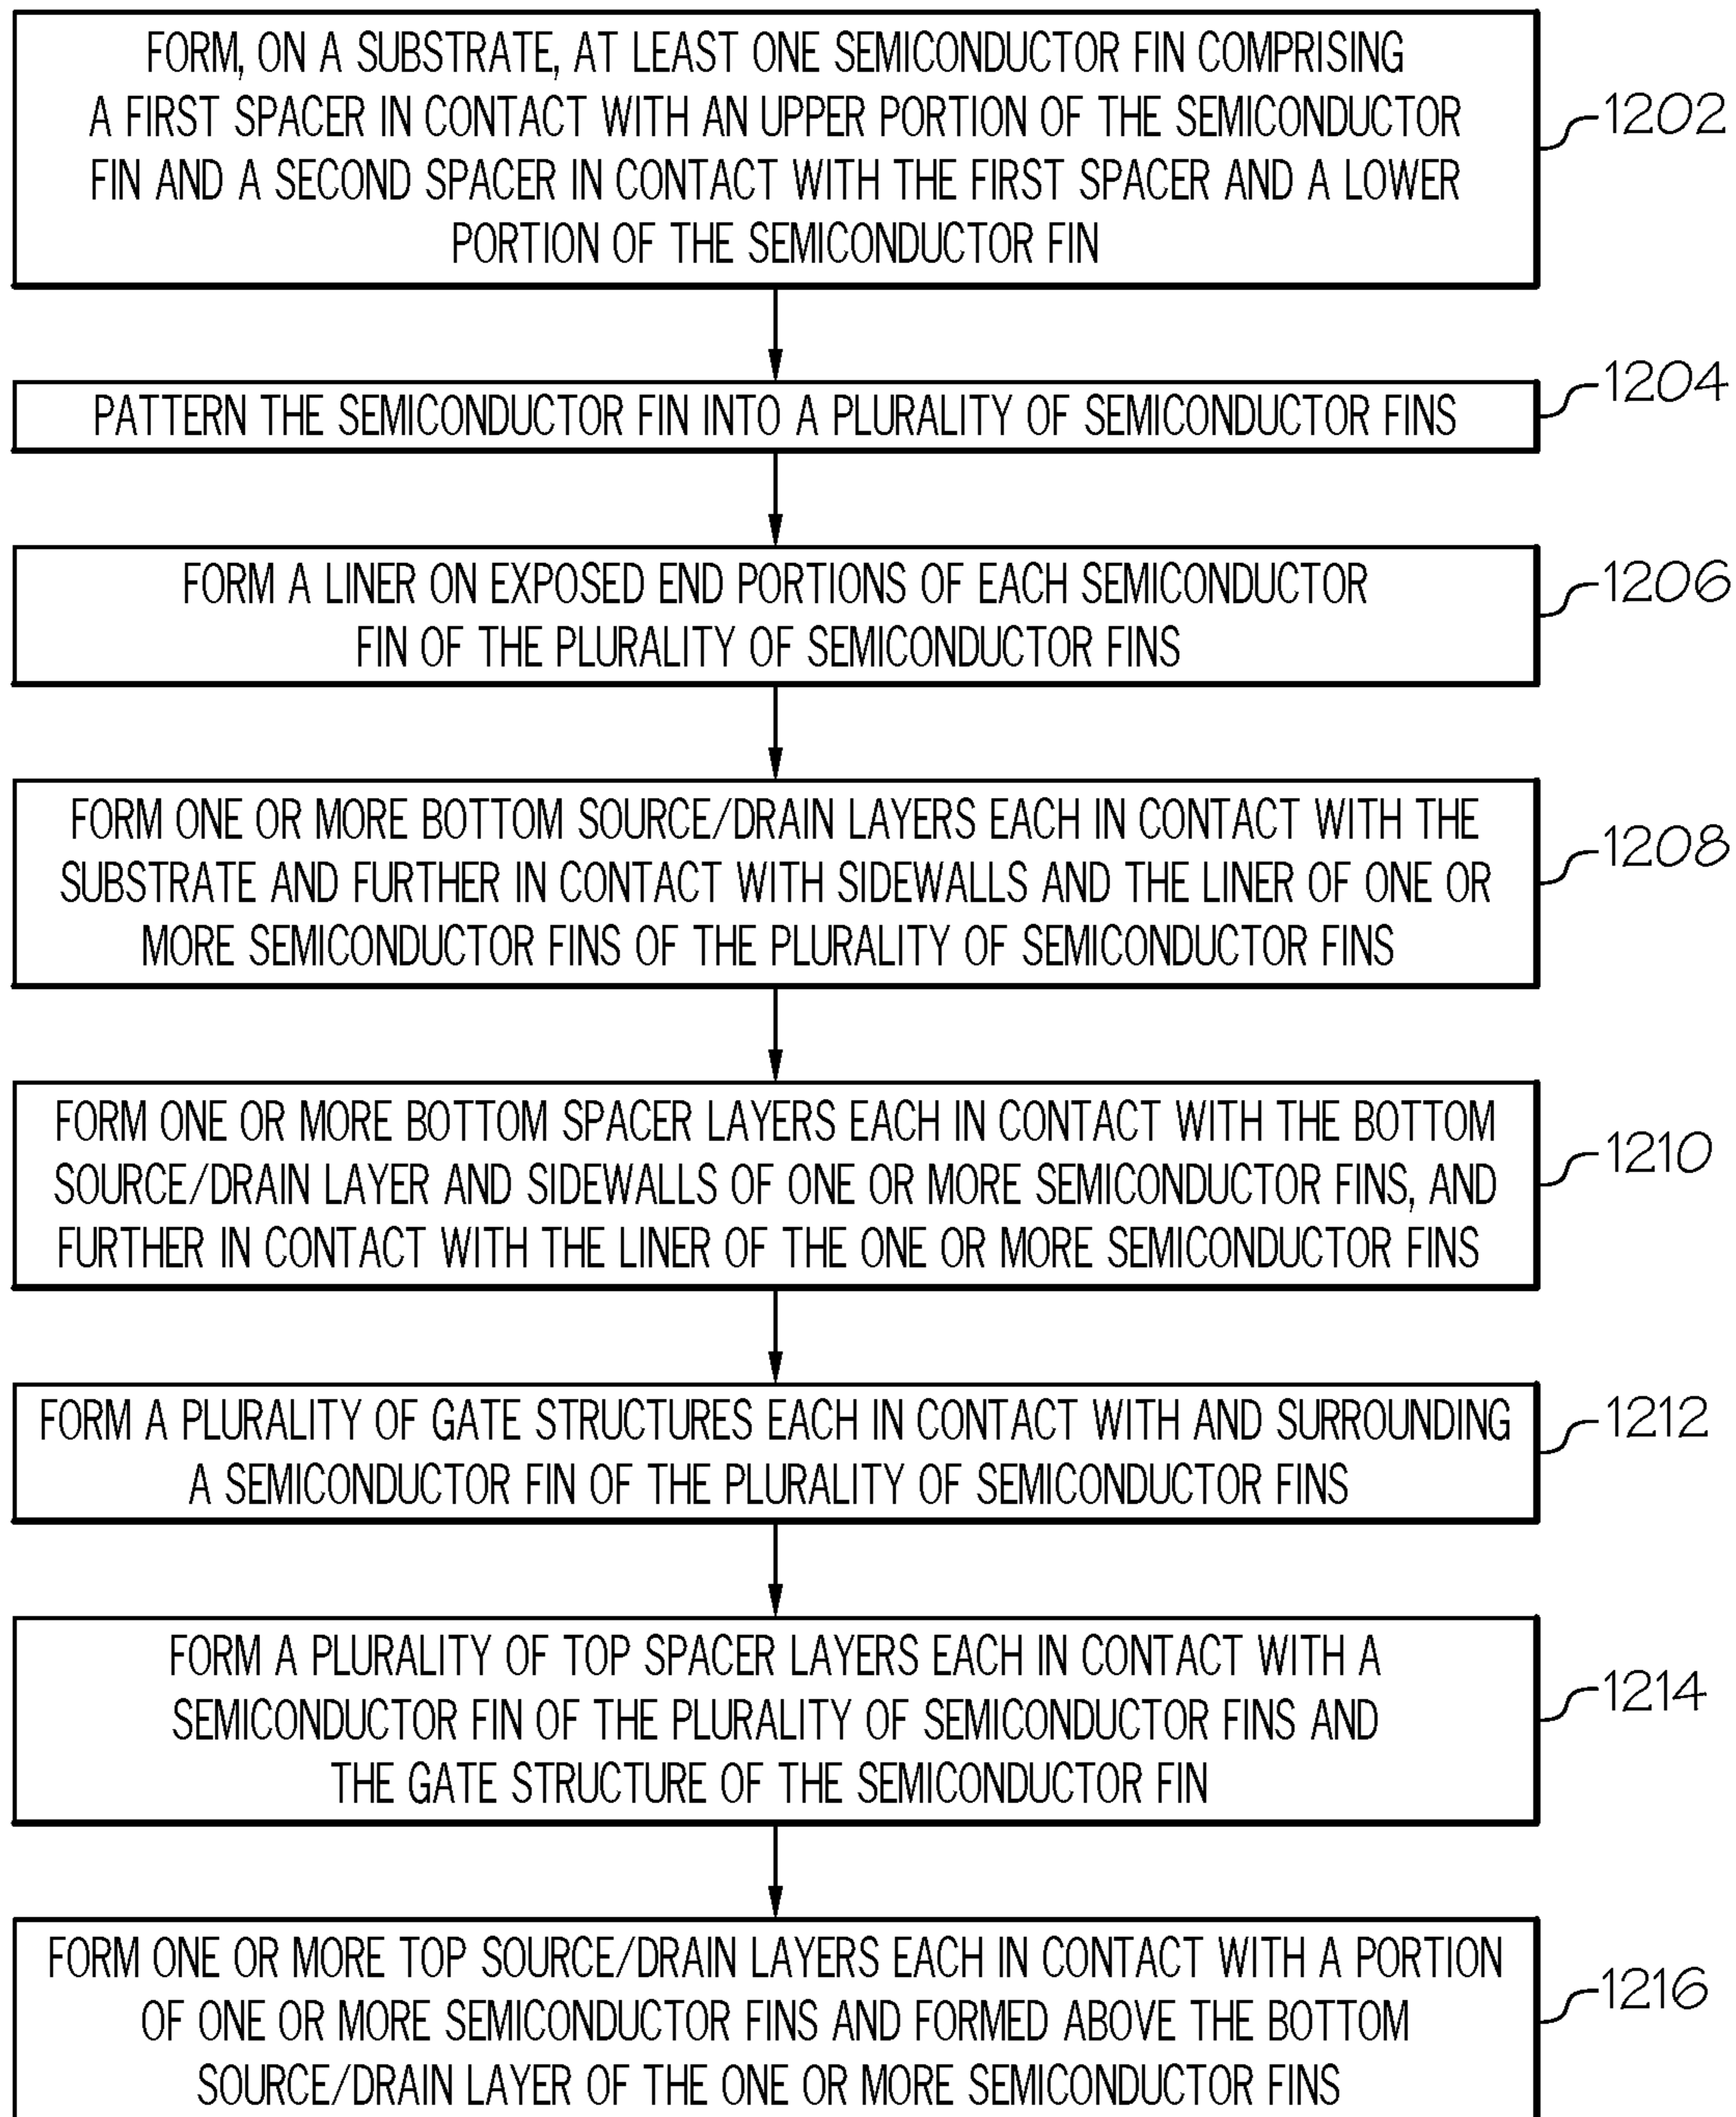 FORM, ON A SUBSTRATE, AT LEAST ONE SEMICONDUCTOR FIN COMPRISING
A FIRST SPACER IN CONTACT WITH AN UPPER PORTION OF THE SEMICONDUCTOR
FIN AND A SECOND SPACER IN CONTACT WITH THE FIRST SPACER AND A LOWER
PORTION OF THE SEMICONDUCTOR FIN
1202
PATTERN THE SEMICONDUCTOR FIN INTO A PLURALITY OF SEMICONDUCTOR FINS
1204
FORM A LINER ON EXPOSED END PORTIONS OF EACH SEMICONDUCTOR
FIN OF THE PLURALITY OF SEMICONDUCTOR FINS
1206
FORM ONE OR MORE BOTTOM SOURCE/DRAIN LAYERS EACH IN CONTACT WITH THE
SUBSTRATE AND FURTHER IN CONTACT WITH SIDEWALLS AND THE LINER OF ONE OR
MORE SEMICONDUCTOR FINS OF THE PLURALITY OF SEMICONDUCTOR FINS
1208
FORM ONE OR MORE BOTTOM SPACER LAYERS EACH IN CONTACT WITH THE BOTTOM
SOURCE/DRAIN LAYER AND SIDEWALLS OF ONE OR MORE SEMICONDUCTOR FINS, AND
FURTHER IN CONTACT WITH THE LINER OF THE ONE OR MORE SEMICONDUCTOR FINS
1210
FORM A PLURALITY OF GATE STRUCTURES EACH IN CONTACT WITH AND SURROUNDING
A SEMICONDUCTOR FIN OF THE PLURALITY OF SEMICONDUCTOR FINS
1212
FORM A PLURALITY OF TOP SPACER LAYERS EACH IN CONTACT WITH A
SEMICONDUCTOR FIN OF THE PLURALITY OF SEMICONDUCTOR FINS AND
THE GATE STRUCTURE OF THE SEMICONDUCTOR FIN
1214
FORM ONE OR MORE TOP SOURCE/DRAIN LAYERS EACH IN CONTACT WITH A PORTION
OF ONE OR MORE SEMICONDUCTOR FINS AND FORMED ABOVE THE BOTTOM
SOURCE/DRAIN LAYER OF THE ONE OR MORE SEMICONDUCTOR FINS
1216